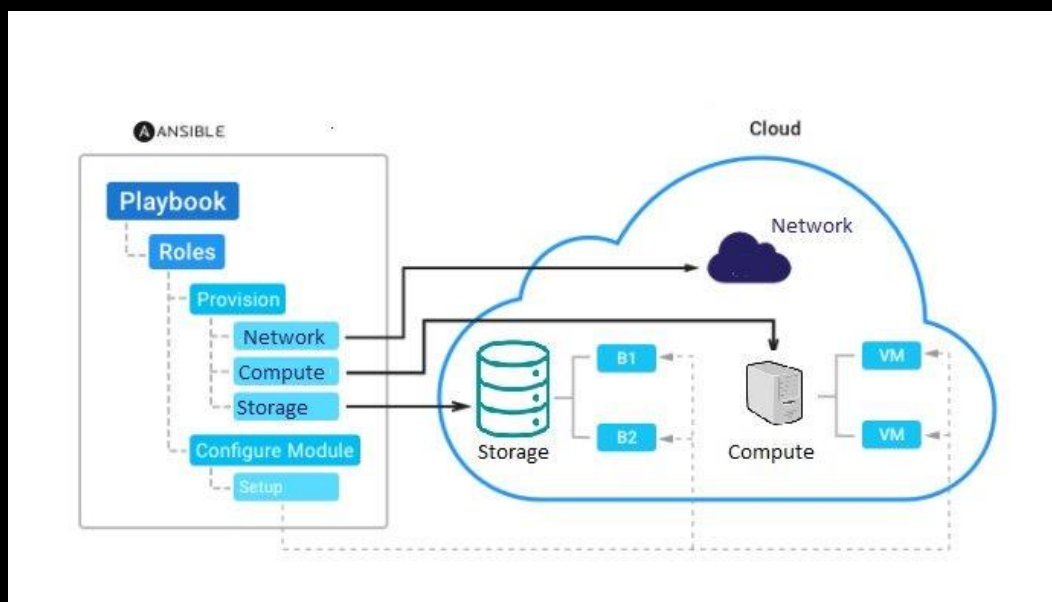 A ANSIBLE
Playbook
Roles
Provision
Network
Compute
Storage
Configure Module
Setup
Cloud
Network
B1
B2
Storage
VM
VM
Compute